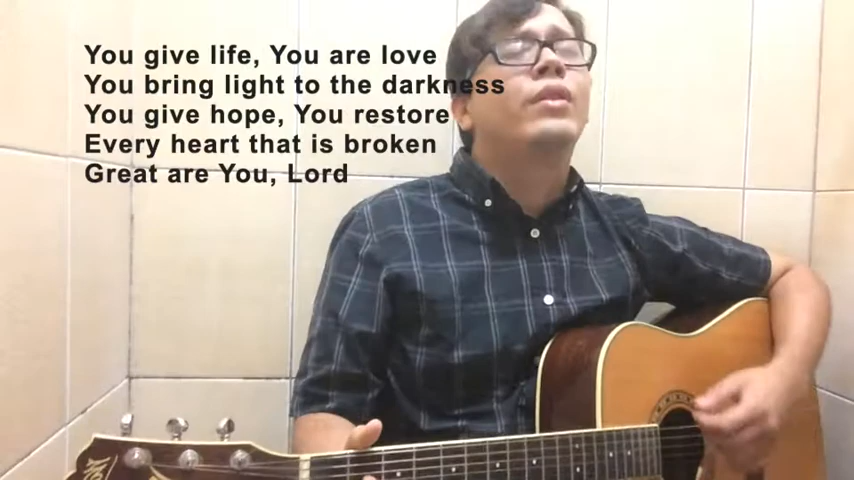 You give life, You are love
You bring light to the darkness
You give hope, You restore
Every heart that is broken
Great are You, Lord